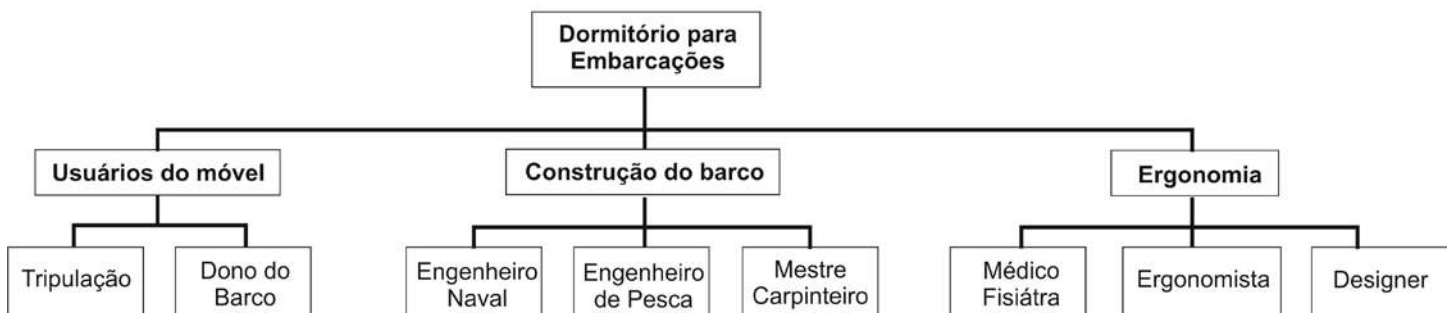 Dormitório para
Embarcações
Usuários do móvel
Construção do barco
Ergonomia
Tripulação
Dono do
Barco
Engenheiro
Naval
Engenheiro
de Pesca
Mestre
Carpinteiro
Médico
Fisiátra
Ergonomista
Designer